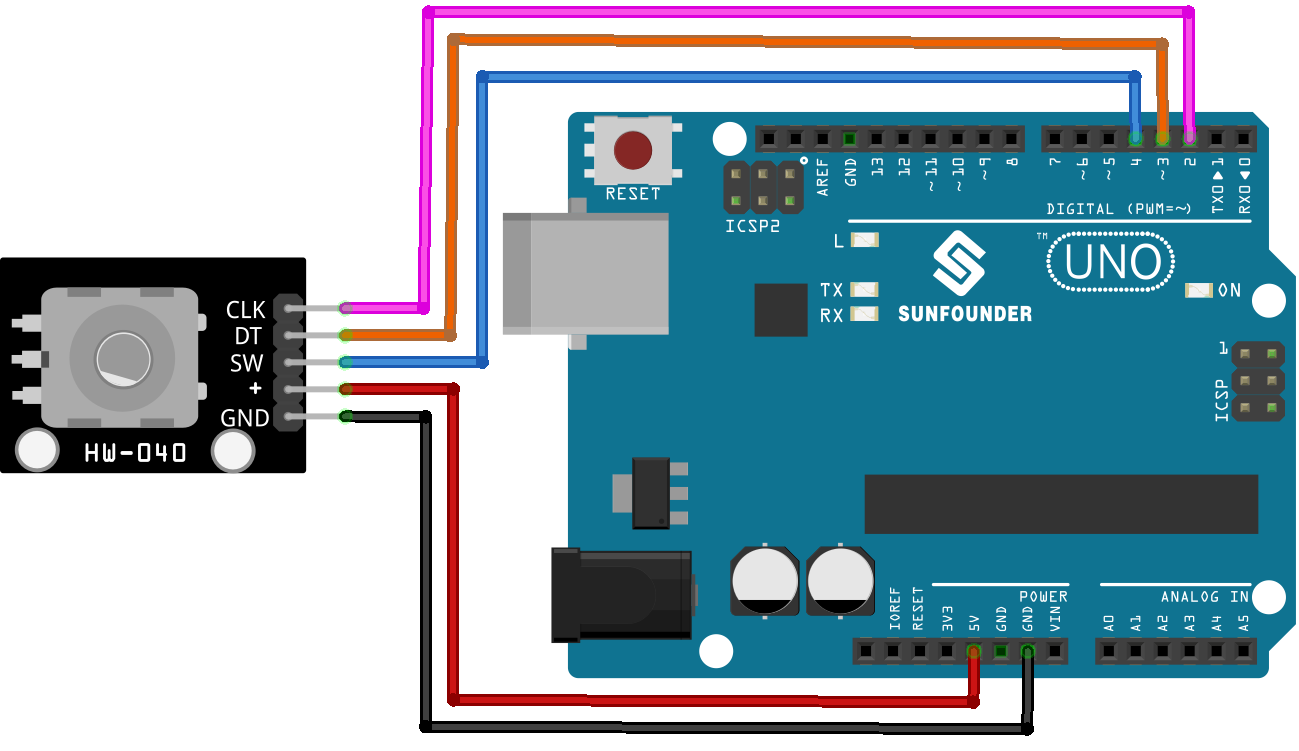 RESET
ICSP2
AREF
GND
13
12
~11
~10
~9
8
7
~6
~5
4
~3
2
TX0▶1
RX0◀0
DIGITAL (PWM=~)
L
TX
RX
SUNFOUNDER
™
UNO
ON
1
ICSP
CLK
DT
SW
+
GND
HW-040
POWER
ANALOG IN
IOREF
RESET
3V3
5V
GND
GND
VIN
A0
A1
A2
A3
A4
A5